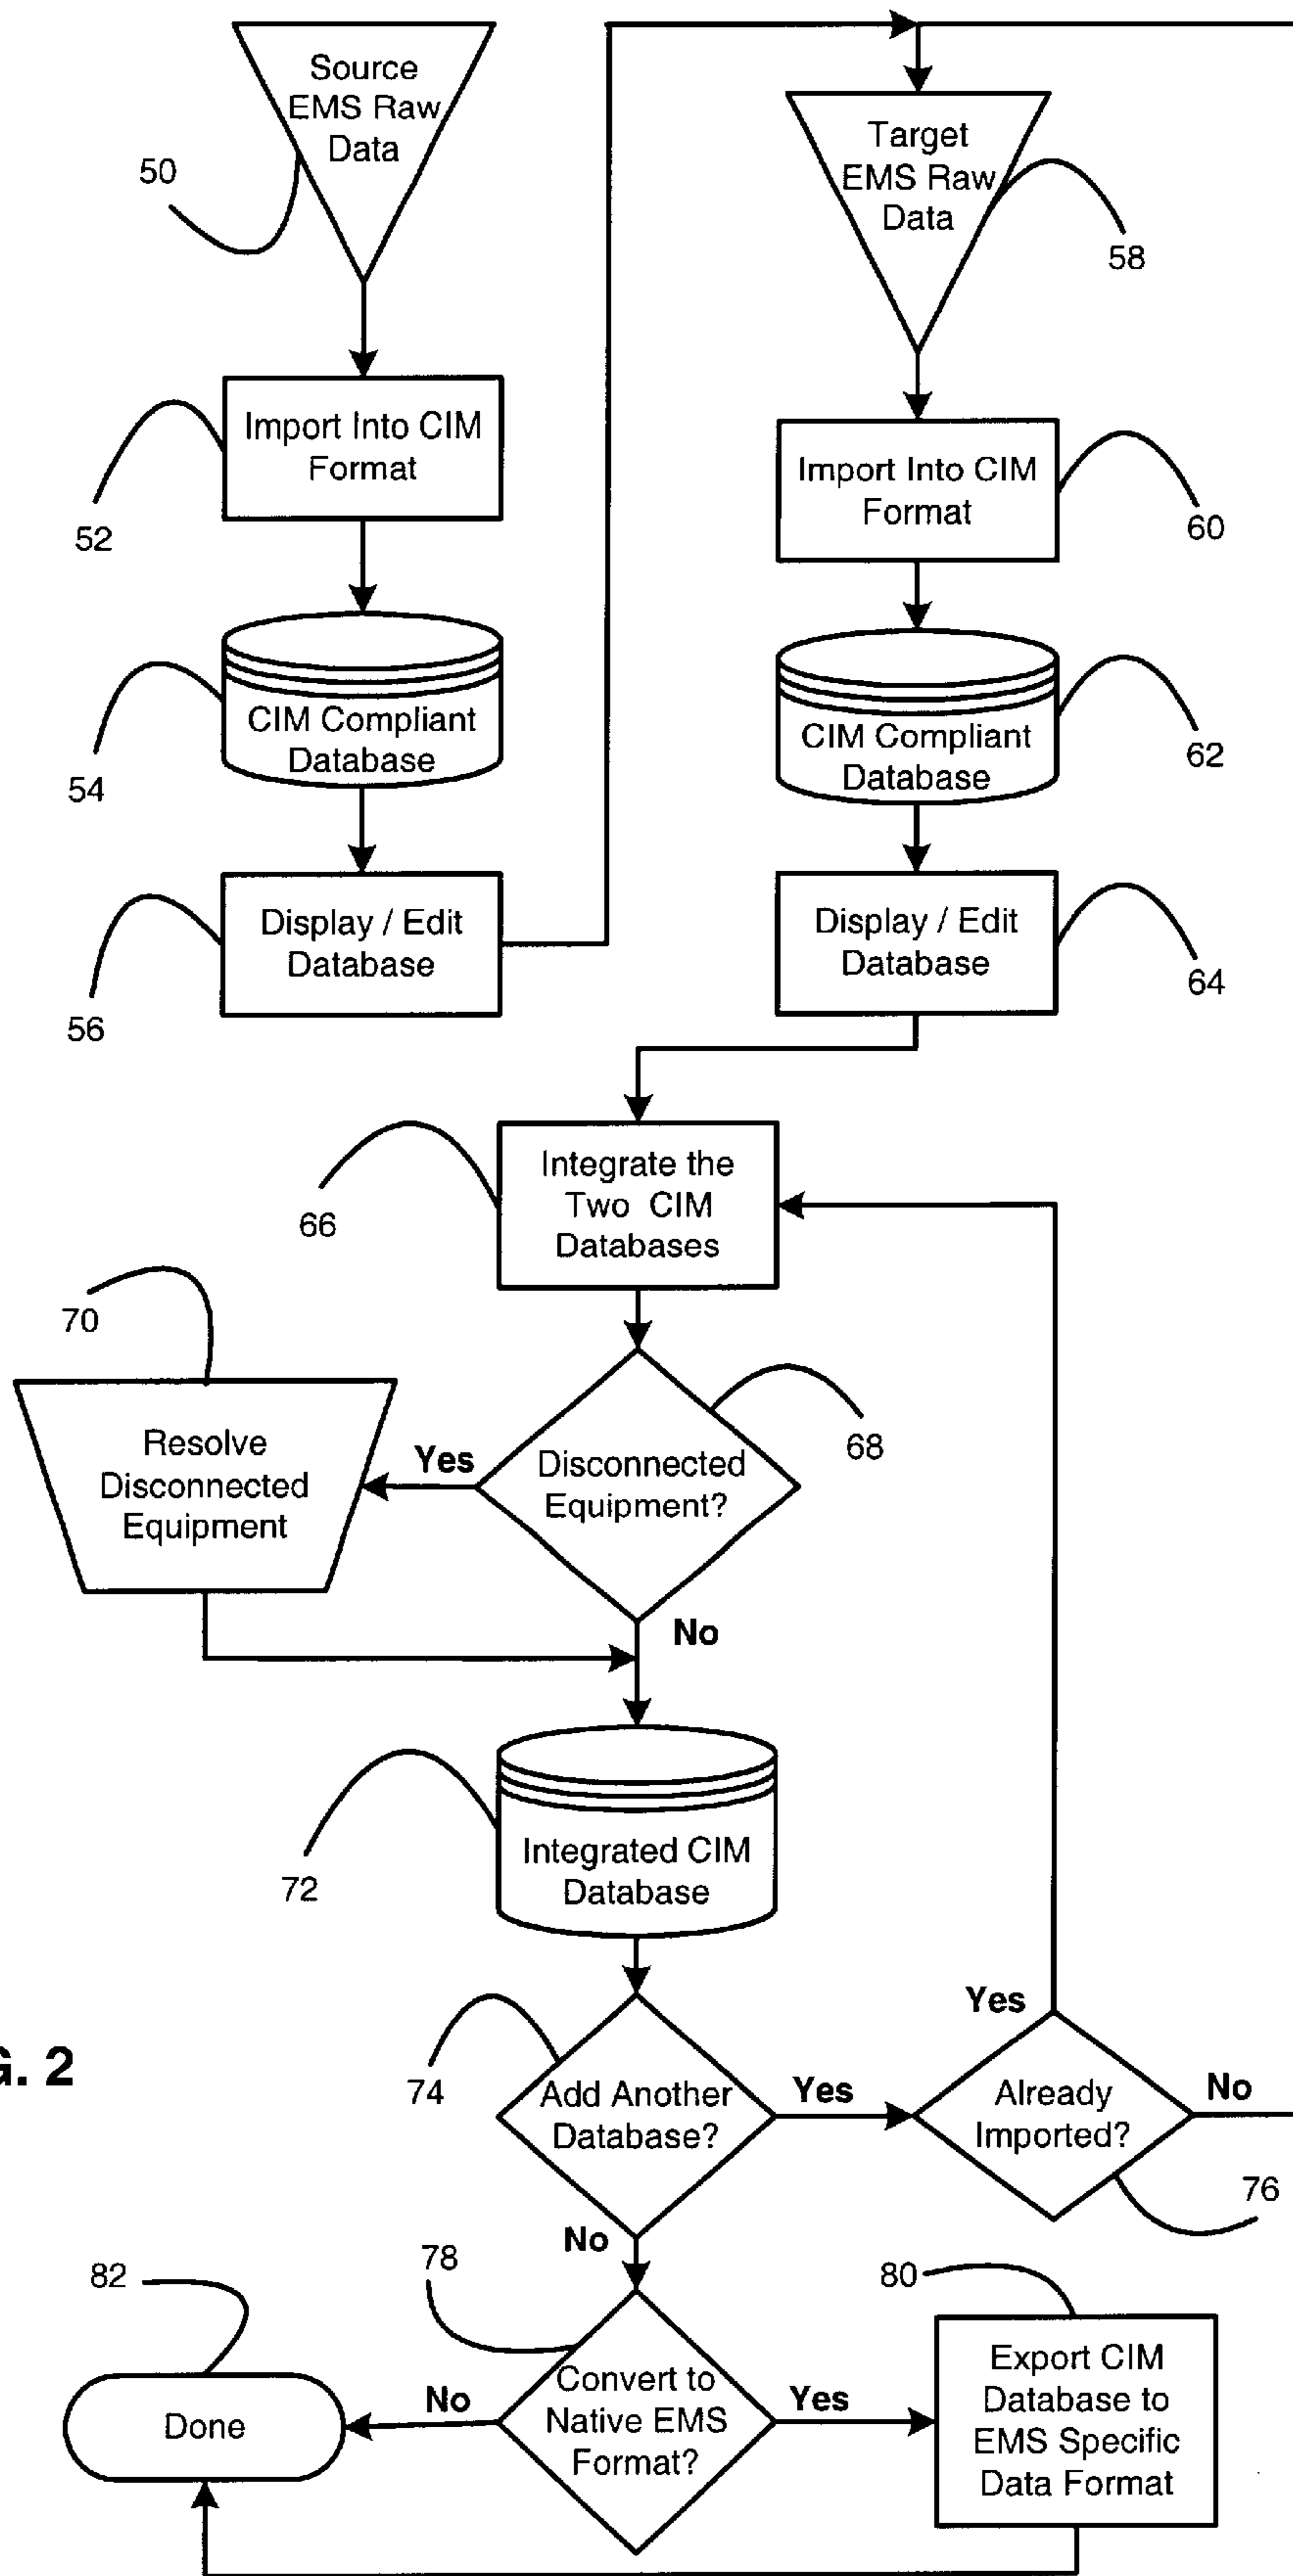 Source
EMS Raw
Data
50
Import Into CIM
Format
52
CIM Compliant
Database
54
Display / Edit
Database
56
Target
EMS Raw
Data
58
Import Into CIM
Format
60
CIM Compliant
Database
62
Display / Edit
Database
64
Integrate the
Two CIM
Databases
66
70
Resolve
Disconnected
Equipment
Yes
Disconnected
Equipment?
68
No
Integrated CIM
Database
72
G. 2
74
Add Another
Database?
Yes
Yes
Already
Imported?
No
76
No
78
82
Done
No
Convert to
Native EMS
Format?
Yes
80
Export CIM
Database to
EMS Specific
Data Format